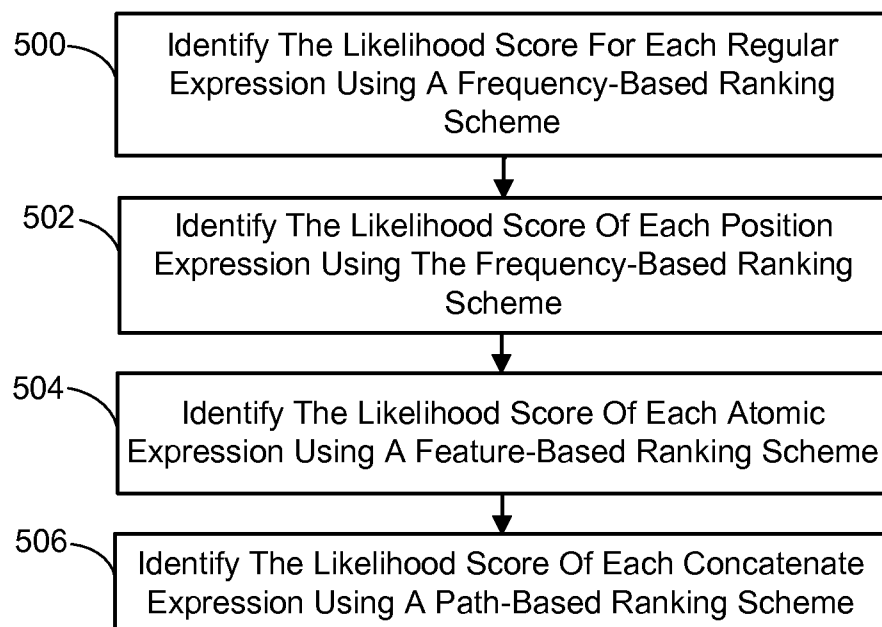 500
Identify The Likelihood Score For Each Regular
Expression Using A Frequency-Based Ranking
Scheme
502
Identify The Likelihood Score Of Each Position
Expression Using The Frequency-Based Ranking
Scheme
504
Identify The Likelihood Score Of Each Atomic
Expression Using A Feature-Based Ranking Scheme
506
Identify The Likelihood Score Of Each Concatenate
Expression Using A Path-Based Ranking Scheme